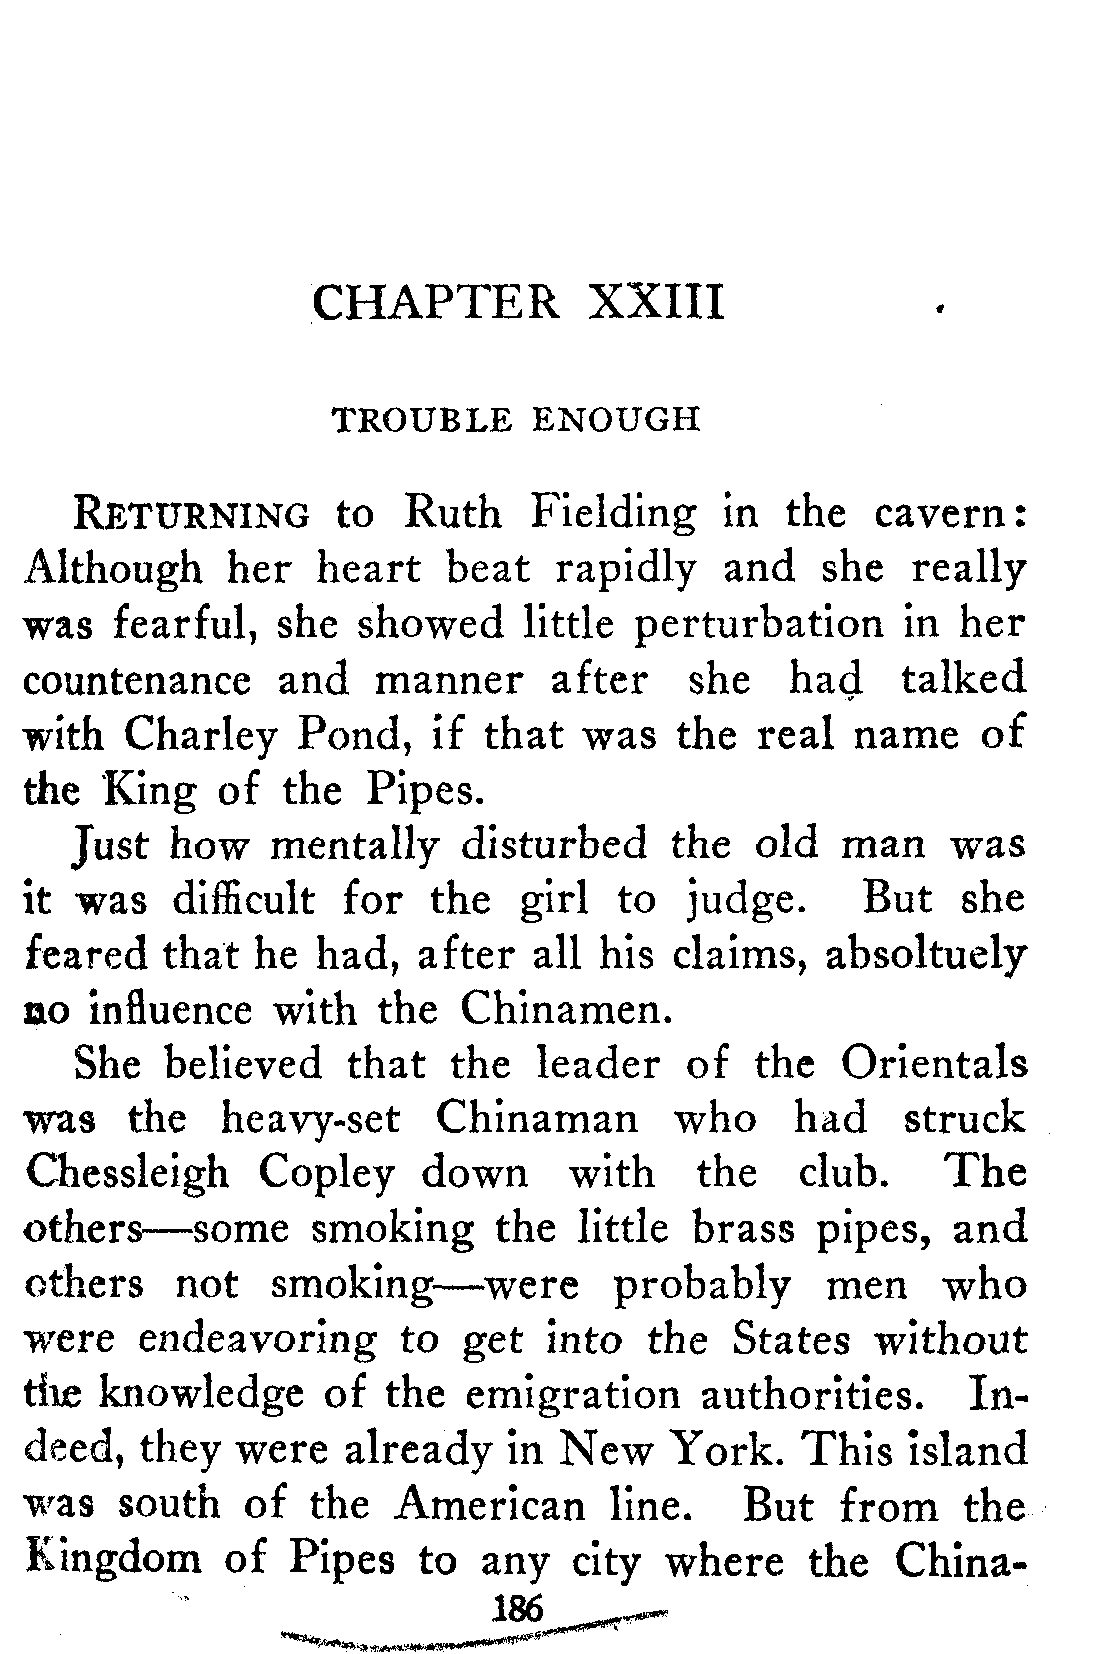 CHAPTER XXIII
TROUBLE ENOUGH
RETURNING to Ruth Fielding in the cavern:
Although her heart beat rapidly and she really
was fearful, she showed little perturbation in her
countenance and manner after she had talked
with Charley Pond, if that was the real name of
the King of the Pipes.
Just how mentally disturbed the old man was
it was difficult for the girl to judge. But she
feared that he had, after all his claims, absoltuely
no influence with the Chinamen.
She believed that the leader of the Orientals
was the heavy-set Chinaman who had struck
Chessleigh Copley down with the club. The
others—some smoking the little brass pipes, and
others not smoking—were probably men who
were endeavoring to get into the States without
the knowledge of the emigration authorities. In-
deed, they were already in New York. This island
was south of the American line. But from the
Kingdom of Pipes to any city where the China-
186